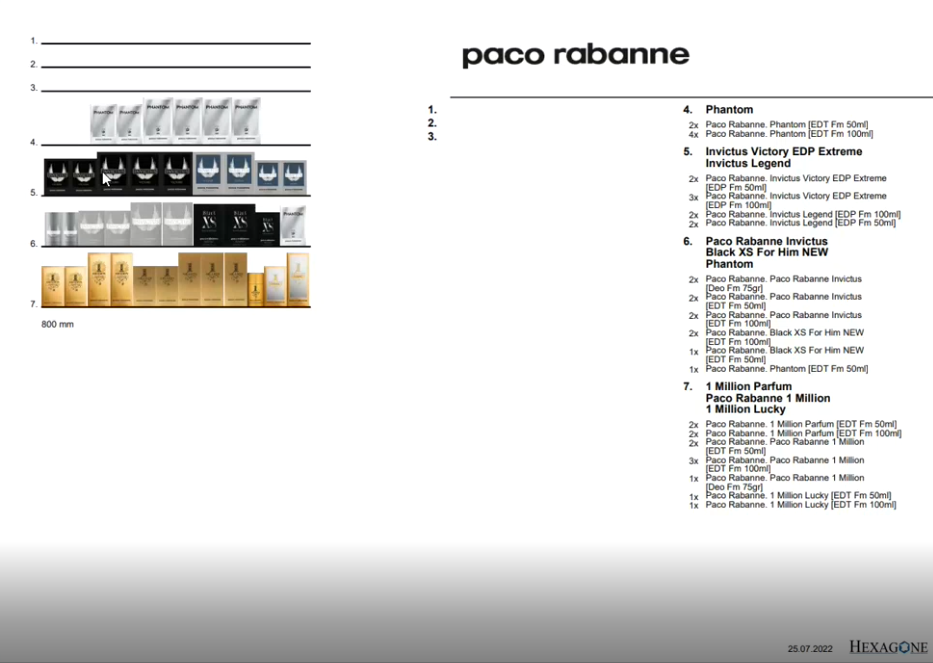 1.
2.
3.
4.
5.
6.
7.
800 mm
paco rabanne
1.
2.
3.
4. Phantom
2x Paco Rabanne. Phantom [EDT Fm 50ml]
4x Paco Rabanne. Phantom [EDT Fm 100ml]
5. Invictus Victory EDP Extreme
Invictus Legend
2x Paco Rabanne. Invictus Victory EDP Extreme
[EDP Fm 50ml]
3x Paco Rabanne. Invictus Victory EDP Extreme
[EDP Fm 100ml]
2x Paco Rabanne. Invictus Legend [EDP Fm 100ml]
2x Paco Rabanne. Invictus Legend [EDP Fm 50ml]
6. Paco Rabanne Invictus
Black XS For Him NEW
Phantom
2x Paco Rabanne. Paco Rabanne Invictus
[Deo Fm 75gr]
2x Paco Rabanne. Paco Rabanne Invictus
[EDT Fm 50ml]
2x Paco Rabanne. Paco Rabanne Invictus
[EDT Fm 100ml]
2x Paco Rabanne. Black XS For Him NEW
[EDT Fm 100ml]
1x Paco Rabanne. Black XS For Him NEW
[EDT Fm 50ml]
1x Paco Rabanne. Phantom [EDT Fm 50ml]
7. 1 Million Parfum
Paco Rabanne 1 Million
1 Million Lucky
2x Paco Rabanne. 1 Million Parfum [EDT Fm 50ml]
2x Paco Rabanne. 1 Million Parfum [EDT Fm 100ml]
2x Paco Rabanne. Paco Rabanne 1 Million
[EDT Fm 50ml]
3x Paco Rabanne. Paco Rabanne 1 Million
[EDT Fm 100ml]
1x Paco Rabanne. Paco Rabanne 1 Million
[Deo Fm 75gr]
1x Paco Rabanne. 1 Million Lucky [EDT Fm 50ml]
1x Paco Rabanne. 1 Million Lucky [EDT Fm 100ml]
25.07.2022 HEXAGONE